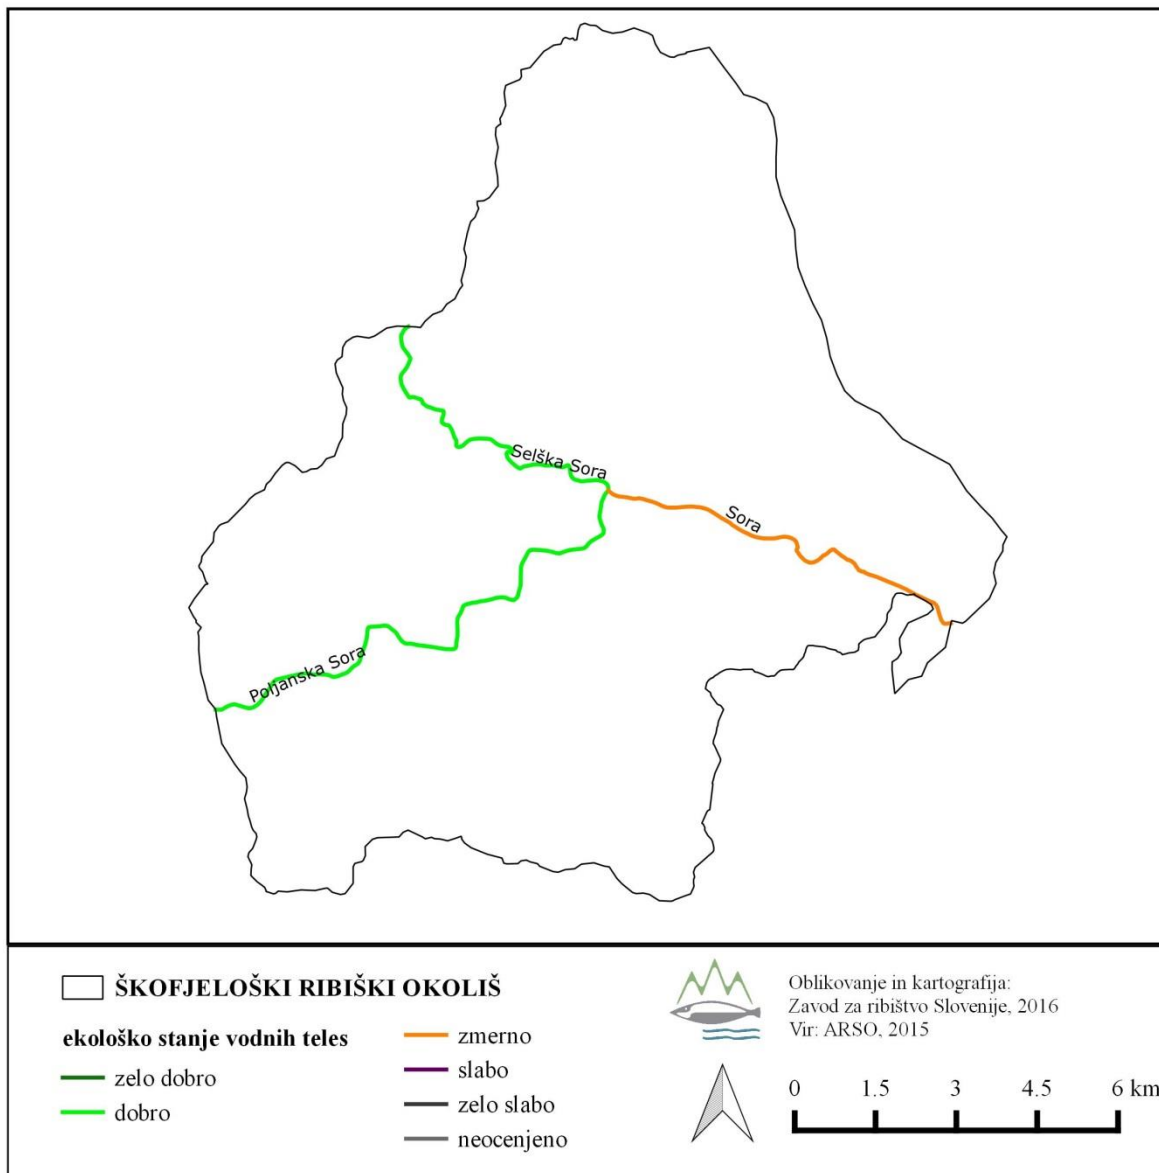 Selška Sora
Sora
Poljanska Sora
ŠKOFJELOŠKI RIBIŠKI OKOLIŠ
ekološko stanje vodnih teles
zelo dobro
dobro
zmerno
slabo
zelo slabo
neocenjeno
Oblikovanje in kartografija:
Zavod za ribištvo Slovenije, 2016
Vir: ARSO, 2015
0 1.5 3 4.5 6 km